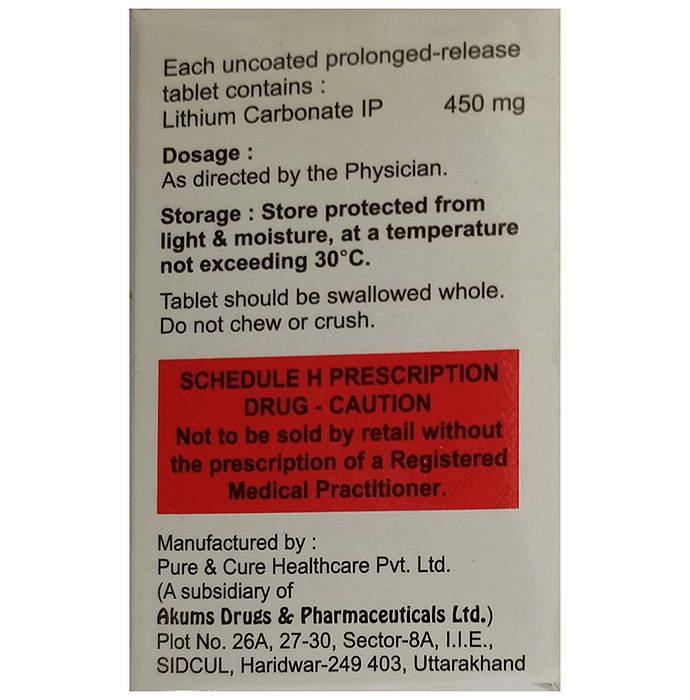 Each uncoated prolonged-release
tablet contains :
Lithium Carbonate IP 450 mg
Dosage :
As directed by the Physician.
Storage : Store protected from
light & moisture, at a temperature
not exceeding 30°C.
Tablet should be swallowed whole.
Do not chew or crush.
SCHEDULE H PRESCRIPTION
DRUG - CAUTION
Not to be sold by retail without
the prescription of a Registered
Medical Practitioner.
Manufactured by :
Pure & Cure Healthcare Pvt. Ltd.
(A subsidiary of
Akums Drugs & Pharmaceuticals Ltd.)
Plot No. 26A, 27-30, Sector-8A, I.I.E.,
SIDCUL, Haridwar-249 403, Uttarakhand